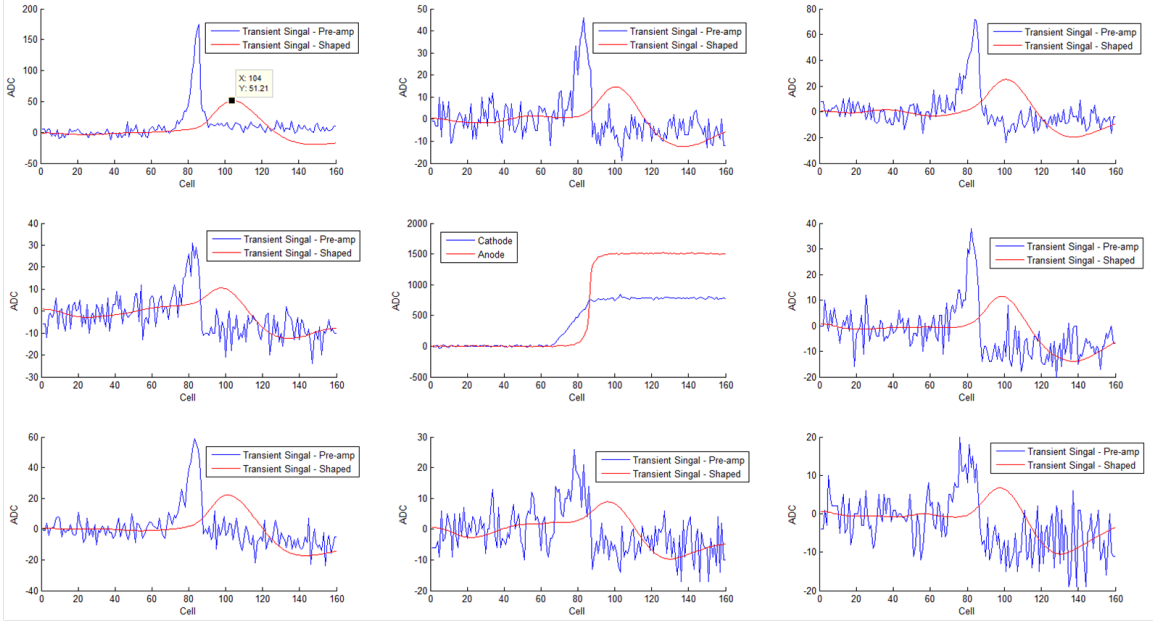 200
150
100
50
0
-50
ADC
Transient Singal - Pre-amp
Transient Singal - Shaped
X: 104
Y: 51.21
0 20 40 60 80 100 120 140 160
Cell
50
40
30
20
10
0
-10
-20
ADC
Transient Singal - Pre-amp
Transient Singal - Shaped
0 20 40 60 80 100 120 140 160
Cell
80
60
40
20
0
-20
-40
ADC
Transient Singal - Pre-amp
Transient Singal - Shaped
0 20 40 60 80 100 120 140 160
Cell
40
30
20
10
0
-10
-20
-30
ADC
Transient Singal - Pre-amp
Transient Singal - Shaped
0 20 40 60 80 100 120 140 160
Cell
2000
1500
1000
500
0
-500
ADC
Cathode
Anode
0 20 40 60 80 100 120 140 160
Cell
40
30
20
10
0
-10
-20
ADC
Transient Singal - Pre-amp
Transient Singal - Shaped
0 20 40 60 80 100 120 140 160
Cell
60
40
20
0
-20
-40
ADC
Transient Singal - Pre-amp
Transient Singal - Shaped
0 20 40 60 80 100 120 140 160
Cell
30
20
10
0
-10
-20
ADC
Transient Singal - Pre-amp
Transient Singal - Shaped
0 20 40 60 80 100 120 140 160
Cell
20
10
0
-10
-20
ADC
Transient Singal - Pre-amp
Transient Singal - Shaped
0 20 40 60 80 100 120 140 160
Cell